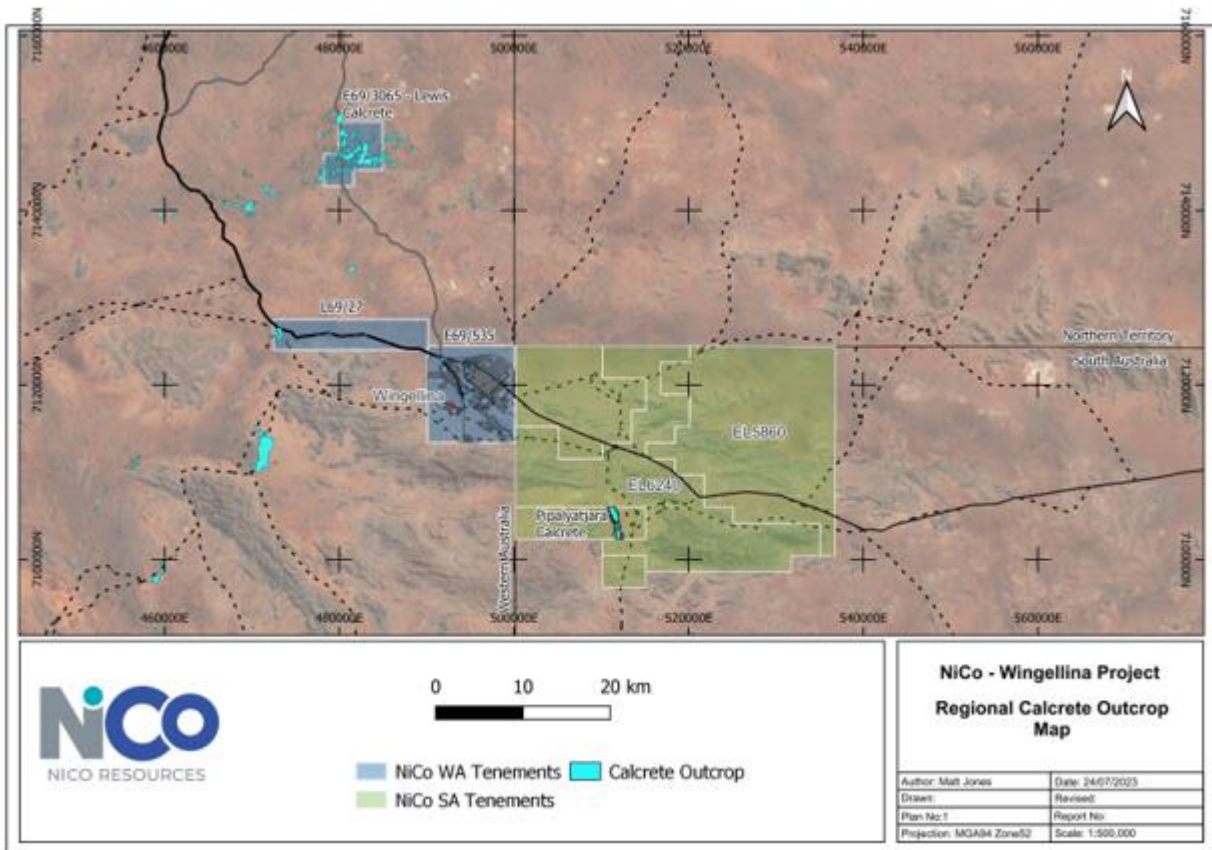 460000E
480000E
500000E
520000E
540000E
560000E
7160000N
7160000N
N
E69/3065 - Lewis
Calcrete
7140000N
7140000N
L69/27
E69/535
Northern Territory
South Australia
7120000N
7120000N
Wingellina
EL5860
Pipalyatjara
Calcrete
Western Australia
7100000N
7100000N
460000E
480000E
500000E
520000E
540000E
560000E
NiCo
NICO RESOURCES
0 10 20 km
NiCo WA Tenements
Calcrete Outcrop
NiCo SA Tenements
NiCo - Wingellina Project
Regional Calcrete Outcrop
Map
Author: Matt Jones
Date: 24/07/2023
Drawn:
Revised:
Plan No:1
Report No:
Projection: MGA94 Zone52
Scale: 1:500,000